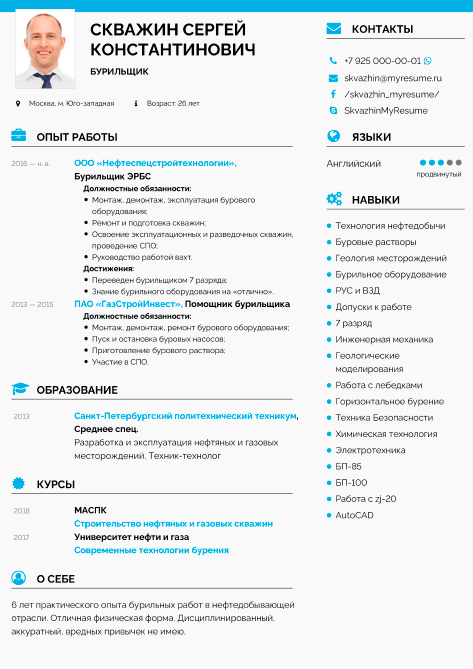 СКВАЖИН СЕРГЕЙ
КОНСТАНТИНОВИЧ
БУРИЛЬЩИК
Москва, м. Юго-западная
Возраст: 26 лет
ОПЫТ РАБОТЫ
2016 — н. в.
ООО «Нефтеспецстройтехнологии»,
Бурильщик ЭРБС
Должностные обязанности:
Монтаж, демонтаж, эксплуатация бурового
оборудования;
Ремонт и подготовка скважин;
Освоение эксплуатационных и разведочных скважин,
проведение СПО;
Руководство работой вахт.
Достижения:
Переведен бурильщиком 7 разряда;
Знание бурильного оборудования на «отлично».
2013 — 2015
ПАО «ГазСтройИнвест», Помощник бурильщика
Должностные обязанности:
Монтаж, демонтаж, ремонт бурового оборудования;
Пуск и остановка буровых насосов;
Приготовление бурового раствора;
Участие в СПО.
ОБРАЗОВАНИЕ
2013
Санкт-Петербургский политехнический техникум,
Среднее спец.
Разработка и эксплуатация нефтяных и газовых
месторождений, Техник-технолог
КУРСЫ
2018
МАСПК
Строительство нефтяных и газовых скважин
2017
Университет нефти и газа
Современные технологии бурения
О СЕБЕ
6 лет практического опыта бурильных работ в нефтедобывающей
отрасли. Отличная физическая форма. Дисциплинированный,
аккуратный, вредных привычек не имею.
КОНТАКТЫ
+7 925 000-00-01
skvazhin@myresume.ru
/skvazhin_myresume/
SkvazhinMyResume
ЯЗЫКИ
Английский
продвинутый
НАВЫКИ
Технология нефтедобычи
Буровые растворы
Геология месторождений
Бурильное оборудование
РУС и ВЗД
Допуски к работе
7 разряд
Инженерная механика
Геологические
моделирования
Работа с лебедками
Горизонтальное бурение
Техника Безопасности
Химическая технология
Электротехника
БП-85
БП-100
Работа с zj-20
AutoCAD